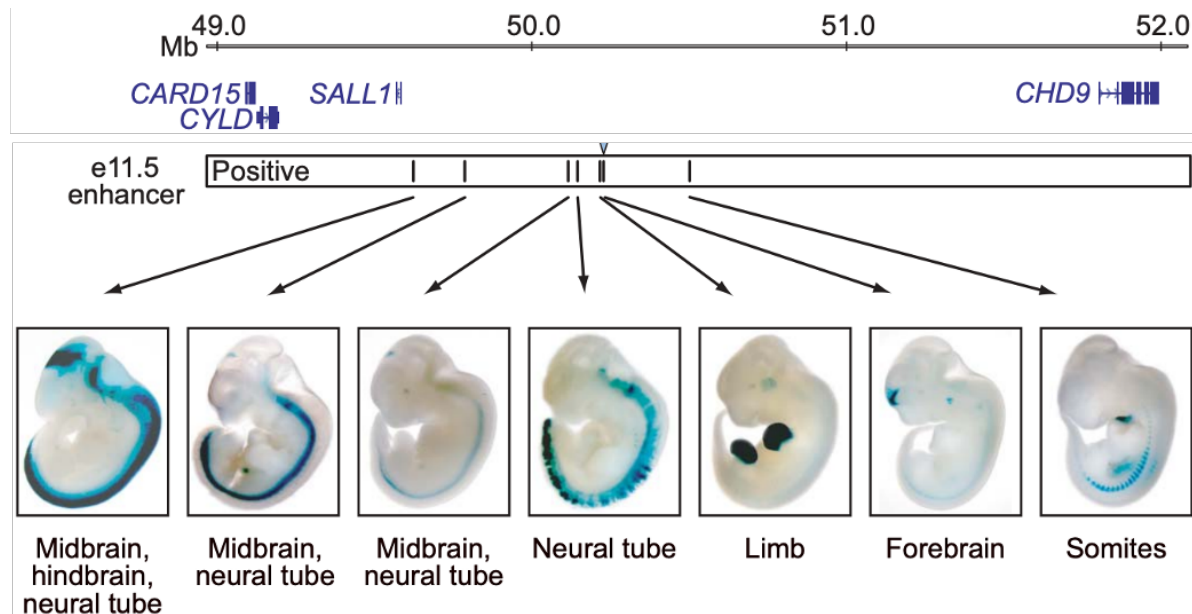 49.0 50.0 51.0 52.0
Mb
CARD15 SALL1 CHD9
CYLD
e11.5
enhancer
Positive
Midbrain,
hindbrain,
neural tube
Midbrain,
neural tube
Midbrain,
neural tube
Neural tube
Limb
Forebrain
Somites